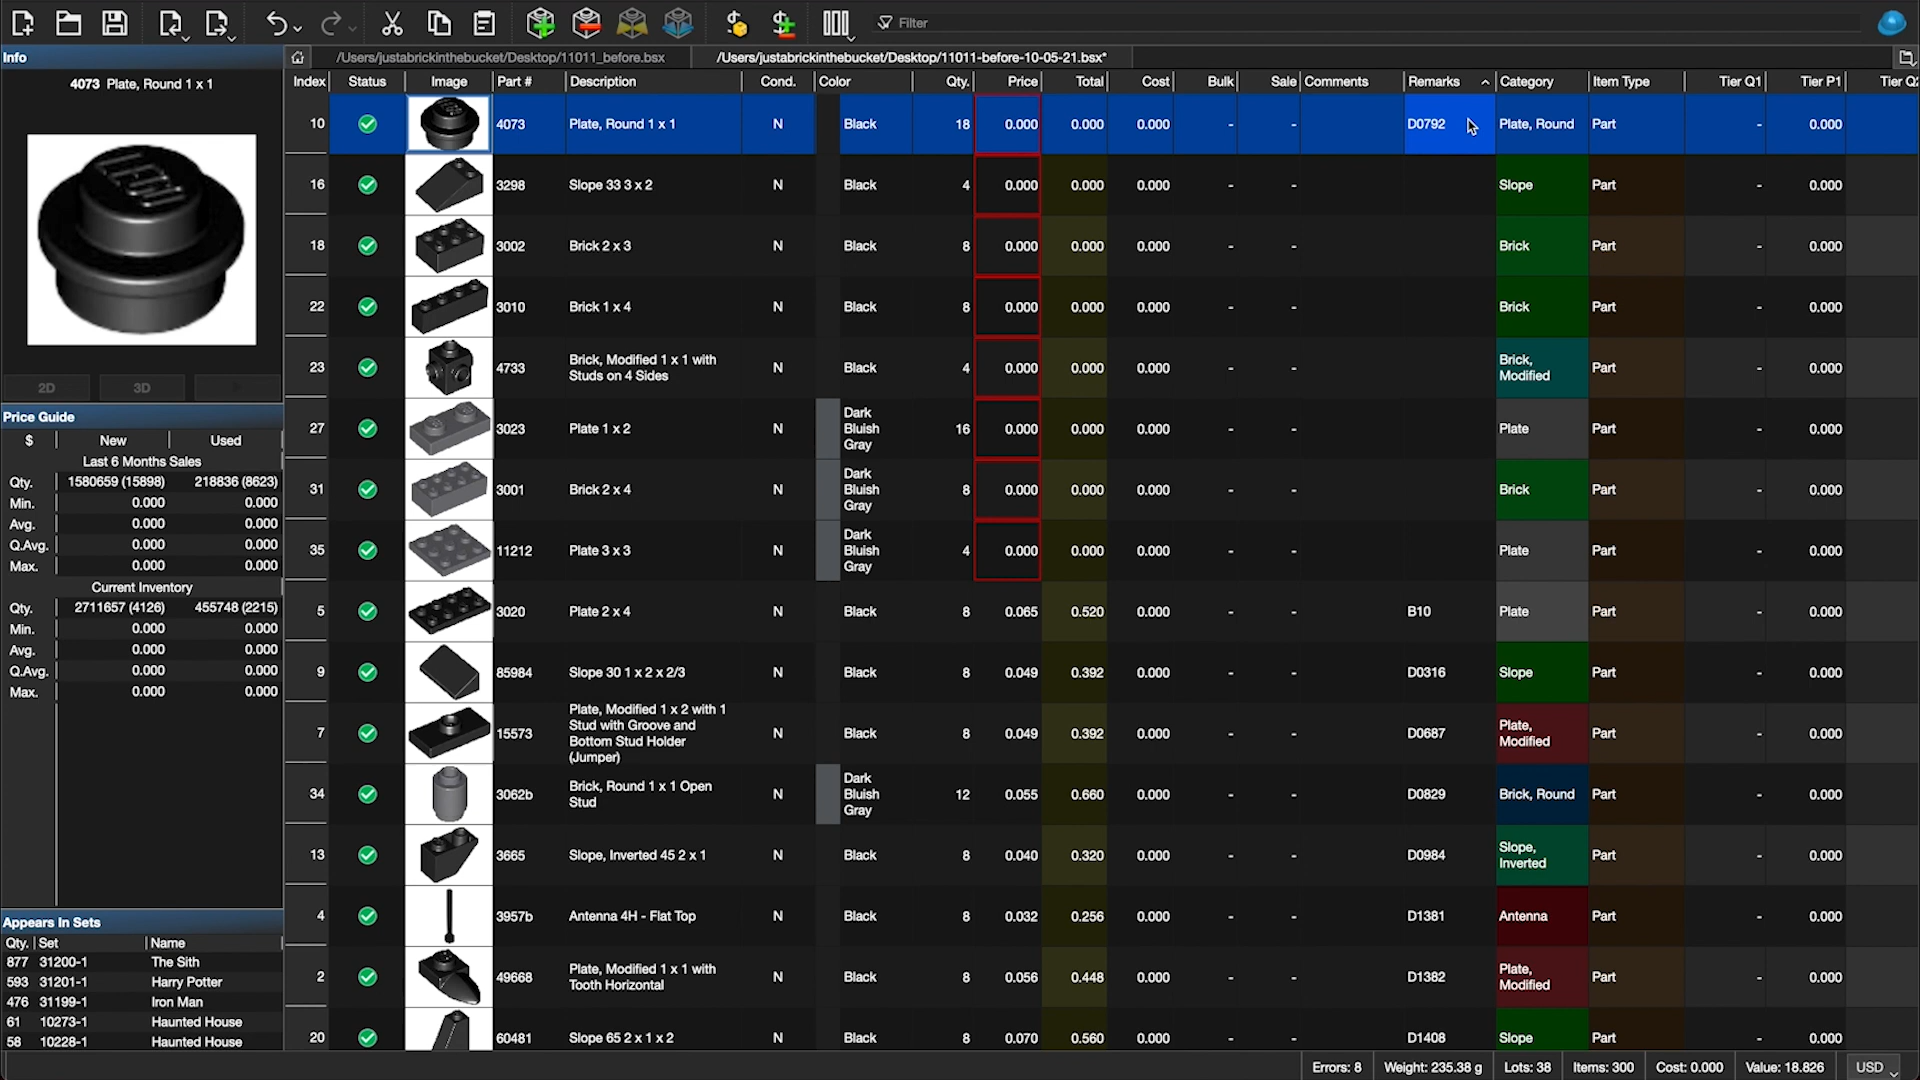 Filter
Info
/Users/justabrickinthebucket/Desktop/11011_before.bsx
/Users/justabrickinthebucket/Desktop/11011-before-10-05-21.bsx*
4073 Plate, Round 1 x 1
Index Status Image Part # Description Cond. Color Qty. Price Total Cost Bulk Sale Comments Remarks Category Item Type Tier Q1 Tier P1 Tier Q2
10 4073 Plate, Round 1 x 1 N Black 18 0.000 0.000 0.000 - - D0792 Plate, Round Part - 0.000
16 3298 Slope 33 3 x 2 N Black 4 0.000 0.000 0.000 - - Slope Part - 0.000
18 3002 Brick 2 x 3 N Black 8 0.000 0.000 0.000 - - Brick Part - 0.000
22 3010 Brick 1 x 4 N Black 8 0.000 0.000 0.000 - - Brick Part - 0.000
23 4733 Brick, Modified 1 x 1 with Studs on 4 Sides N Black 4 0.000 0.000 0.000 - - Brick, Modified Part - 0.000
27 3023 Plate 1 x 2 N Dark Bluish Gray 16 0.000 0.000 0.000 - - Plate Part - 0.000
31 3001 Brick 2 x 4 N Dark Bluish Gray 8 0.000 0.000 0.000 - - Brick Part - 0.000
35 11212 Plate 3 x 3 N Dark Bluish Gray 4 0.000 0.000 0.000 - - Plate Part - 0.000
5 3020 Plate 2 x 4 N Black 8 0.065 0.520 0.000 - - B10 Plate Part - 0.000
9 85984 Slope 30 1 x 2 x 2/3 N Black 8 0.049 0.392 0.000 - - D0316 Slope Part - 0.000
7 15573 Plate, Modified 1 x 2 with 1 Stud with Groove and Bottom Stud Holder (Jumper) N Black 8 0.049 0.392 0.000 - - D0687 Plate, Modified Part - 0.000
34 3062b Brick, Round 1 x 1 Open Stud N Dark Bluish Gray 12 0.055 0.660 0.000 - - D0829 Brick, Round Part - 0.000
13 3665 Slope, Inverted 45 2 x 1 N Black 8 0.040 0.320 0.000 - - D0984 Slope, Inverted Part - 0.000
4 3957b Antenna 4H - Flat Top N Black 8 0.032 0.256 0.000 - - D1381 Antenna Part - 0.000
2 49668 Plate, Modified 1 x 1 with Tooth Horizontal N Black 8 0.056 0.448 0.000 - - D1382 Plate, Modified Part - 0.000
20 60481 Slope 65 2 x 1 x 2 N Black 8 0.070 0.560 0.000 - - D1408 Slope Part - 0.000
2D 3D
Price Guide
$ New Used
Last 6 Months Sales
Qty. 1580659 (15898) 218836 (8623)
Min. 0.000 0.000
Avg. 0.000 0.000
Q.Avg. 0.000 0.000
Max. 0.000 0.000
Current Inventory
Qty. 2711657 (4126) 455748 (2215)
Min. 0.000 0.000
Avg. 0.000 0.000
Q.Avg. 0.000 0.000
Max. 0.000 0.000
Appears In Sets
Qty. Set Name
877 31200-1 The Sith
593 31201-1 Harry Potter
476 31199-1 Iron Man
61 10273-1 Haunted House
58 10228-1 Haunted House
Errors: 8 Weight: 235.38 g Lots: 38 Items: 300 Cost: 0.000 Value: 18.826 USD